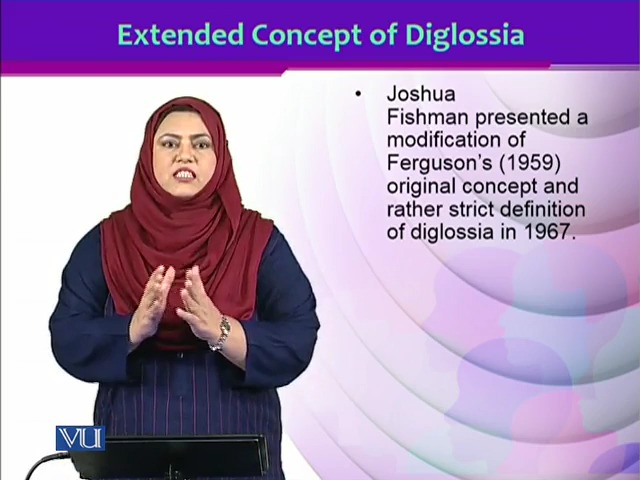 Extended Concept of Diglossia
• Joshua
Fishman presented a
modification of
Ferguson's (1959)
original concept and
rather strict definition
of diglossia in 1967.
VU